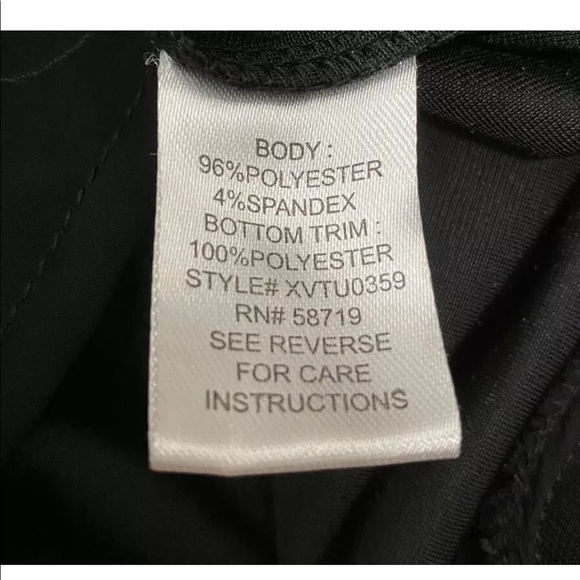 BODY :
96%POLYESTER
4%SPANDEX
BOTTOM TRIM :
100%POLYESTER
STYLE# XVTU0359
RN# 58719
SEE REVERSE
FOR CARE
INSTRUCTIONS